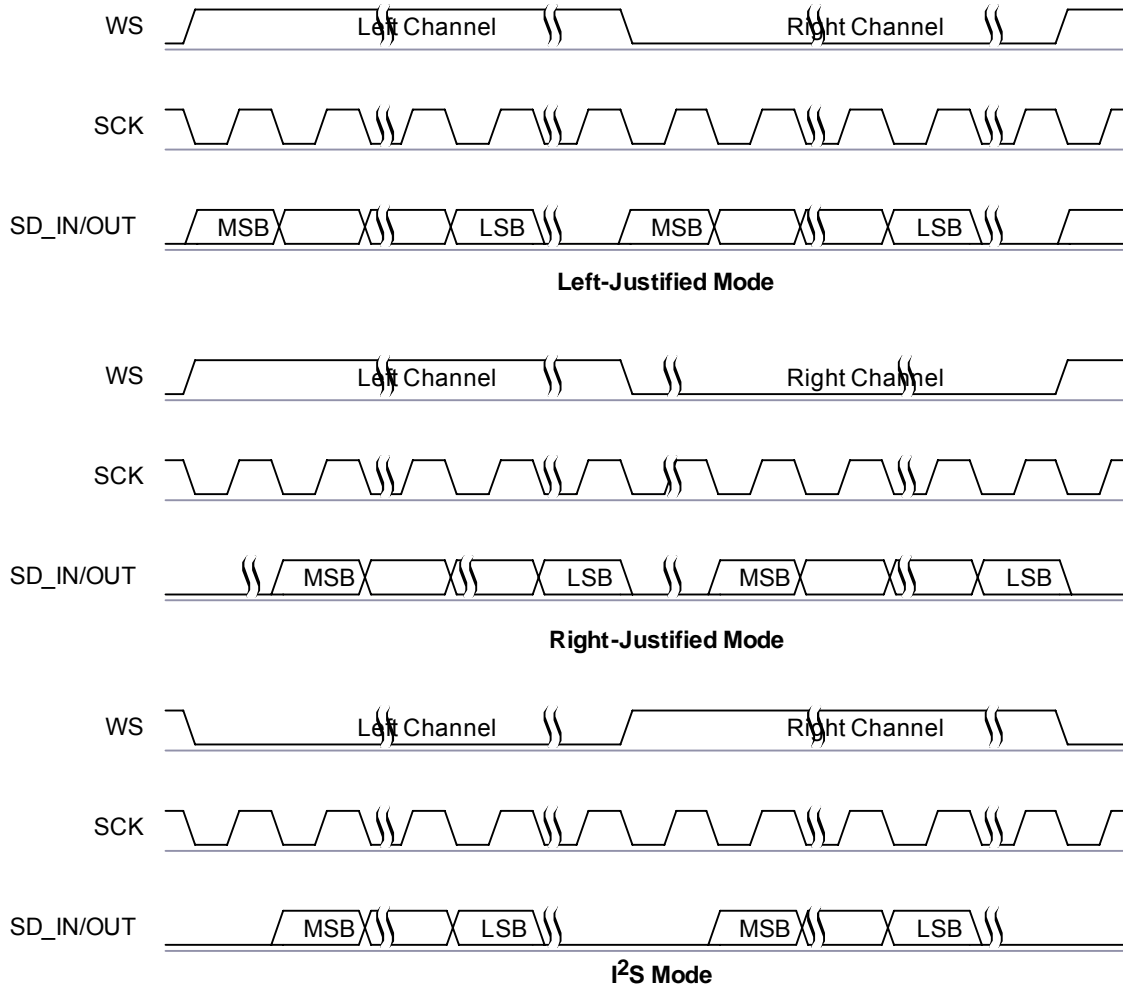 WS Left Channel Right Channel
SCK
SD_IN/OUT MSB LSB MSB LSB
Left-Justified Mode
WS Left Channel Right Channel
SCK
SD_IN/OUT MSB LSB MSB LSB
Right-Justified Mode
WS Left Channel Right Channel
SCK
SD_IN/OUT MSB LSB MSB LSB
I²S Mode